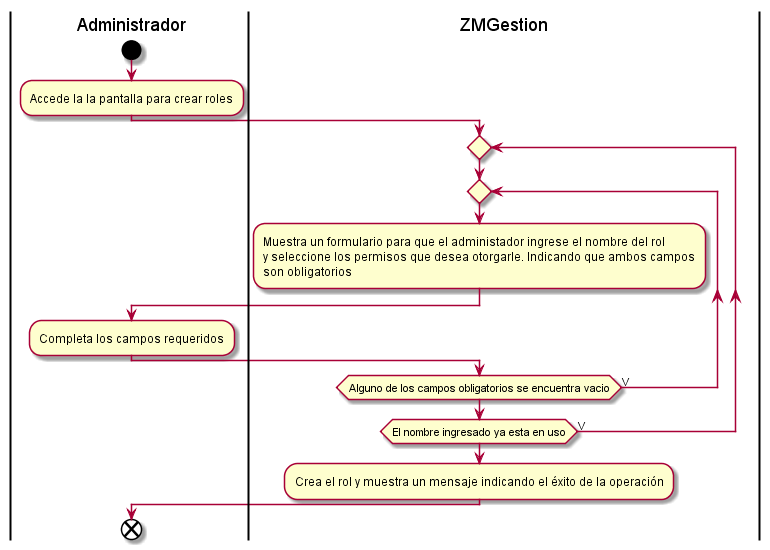 Administrador
ZMGestion
Accede la la pantalla para crear roles
Muestra un formulario para que el administador ingrese el nombre del rol
y seleccione los permisos que desea otorgarle. Indicando que ambos campos
son obligatorios
Completa los campos requeridos
Alguno de los campos obligatorios se encuentra vacio
V
El nombre ingresado ya esta en uso
V
Crea el rol y muestra un mensaje indicando el éxito de la operación